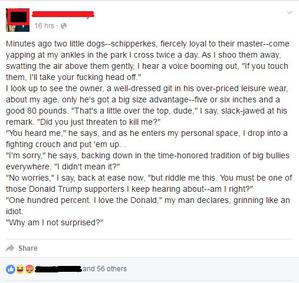 16 hrs ·
Minutes ago two little dogs--schipperkes, fiercely loyal to their master--come
yapping at my ankles in the park I cross twice a day. As I shoo them away,
swatting the air above them gently, I hear a voice booming out, "If you touch
them, I'll take your fucking head off."
I look up to see the owner, a well-dressed git in his over-priced leisure wear,
about my age, only he's got a big size advantage--five or six inches and a
good 80 pounds. "That's a little over the top, dude," I say, slack-jawed at his
remark. "Did you just threaten to kill me?"
"You heard me," he says, and as he enters my personal space, I drop into a
fighting crouch and put 'em up. .
"I'm sorry," he says, backing down in the time-honored tradition of big bullies
everywhere. "I didn't mean it?"
"No worries," I say, back at ease now, "but riddle me this. You must be one of
those Donald Trump supporters I keep hearing about--am I right?"
"One hundred percent. I love the Donald," my man declares, grinning like an
idiot.
"Why am I not surprised?"
Share
and 56 others